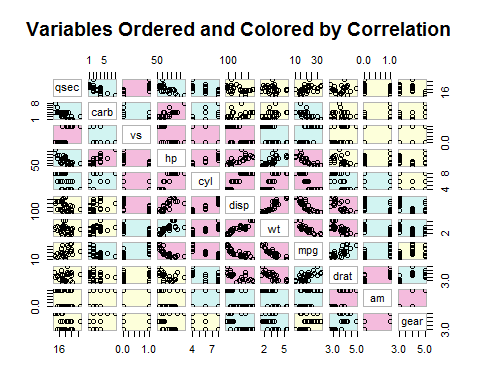 Variables Ordered and Colored by Correlation
1 5 50 100 10 30 0.0 1.0
qsec 16
1 8 carb
vs 0.0
50 hp
cyl 4 8
100 disp
wt 2
10 mpg
drat 3.0
0.0 am
gear 3.0
16 0.0 1.0 4 7 2 5 3.0 5.0 3.0 5.0